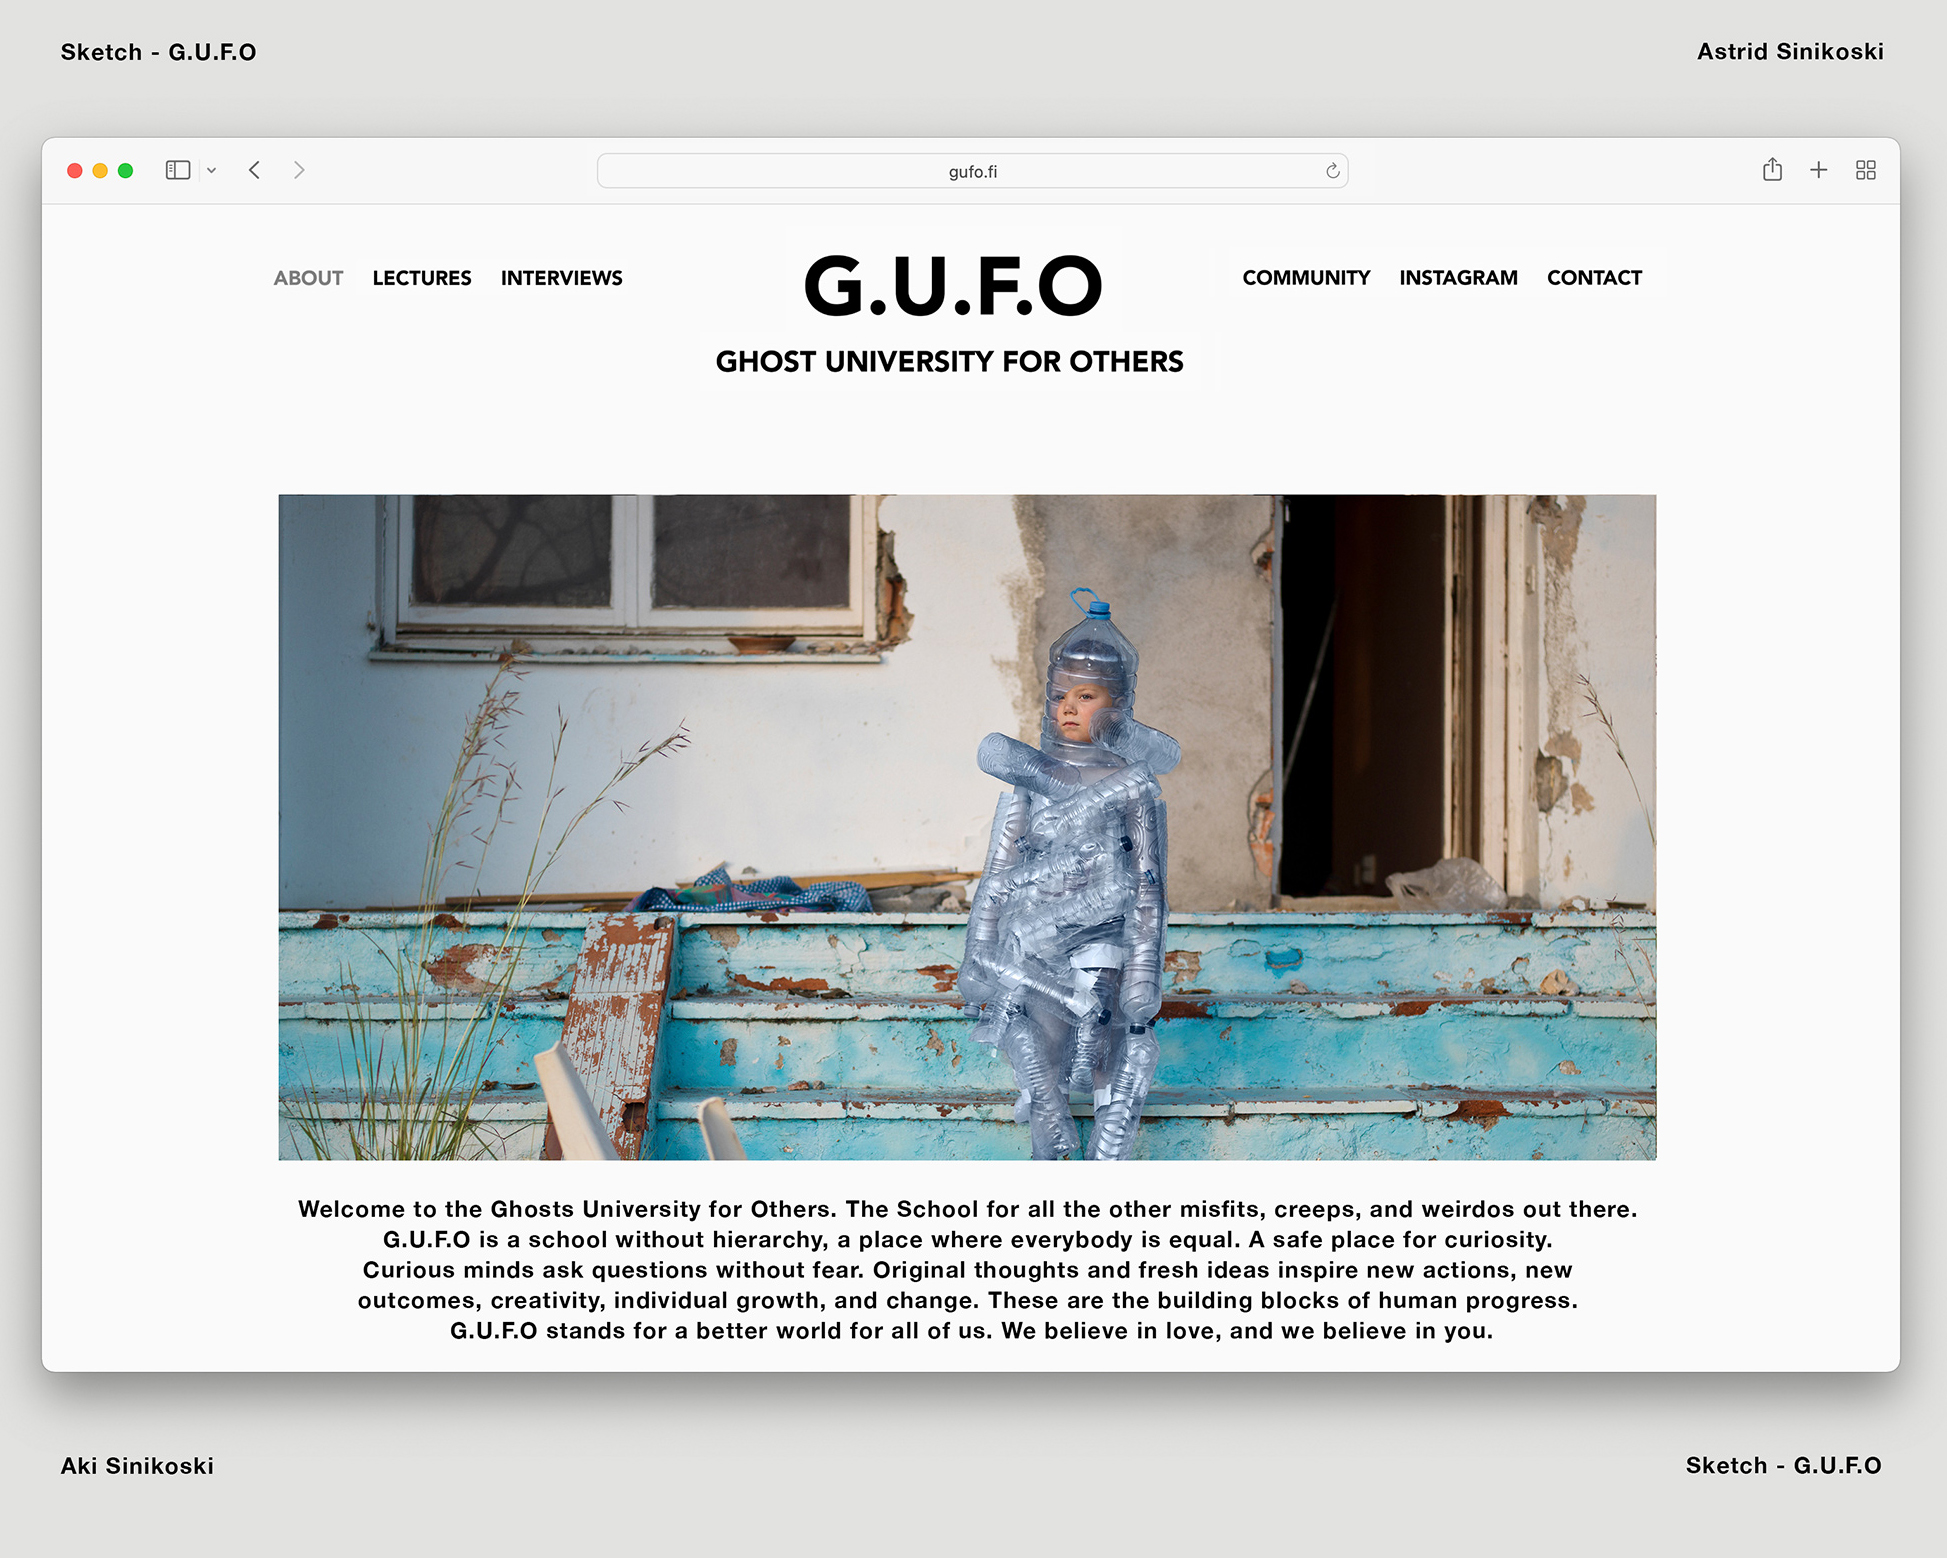 Sketch - G.U.F.O
Astrid Sinikoski
gufo.fi
ABOUT LECTURES INTERVIEWS
G.U.F.O
COMMUNITY INSTAGRAM CONTACT
GHOST UNIVERSITY FOR OTHERS
Welcome to the Ghosts University for Others. The School for all the other misfits, creeps, and weirdos out there.
G.U.F.O is a school without hierarchy, a place where everybody is equal. A safe place for curiosity.
Curious minds ask questions without fear. Original thoughts and fresh ideas inspire new actions, new
outcomes, creativity, individual growth, and change. These are the building blocks of human progress.
G.U.F.O stands for a better world for all of us. We believe in love, and we believe in you.
Aki Sinikoski
Sketch - G.U.F.O